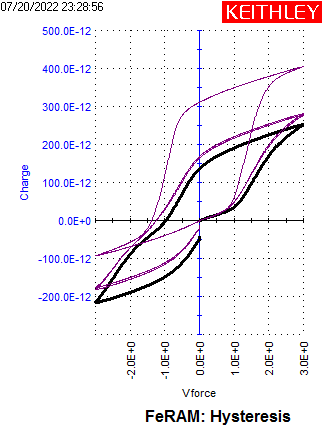 07/20/2022 23:28:56
KEITHLEY
500.0E-12
400.0E-12
300.0E-12
200.0E-12
100.0E-12
0.0E+0
-100.0E-12
-200.0E-12
Charge
-2.0E+0
-1.0E+0
0.0E+0
1.0E+0
2.0E+0
3.0E+0
Vforce
FeRAM: Hysteresis